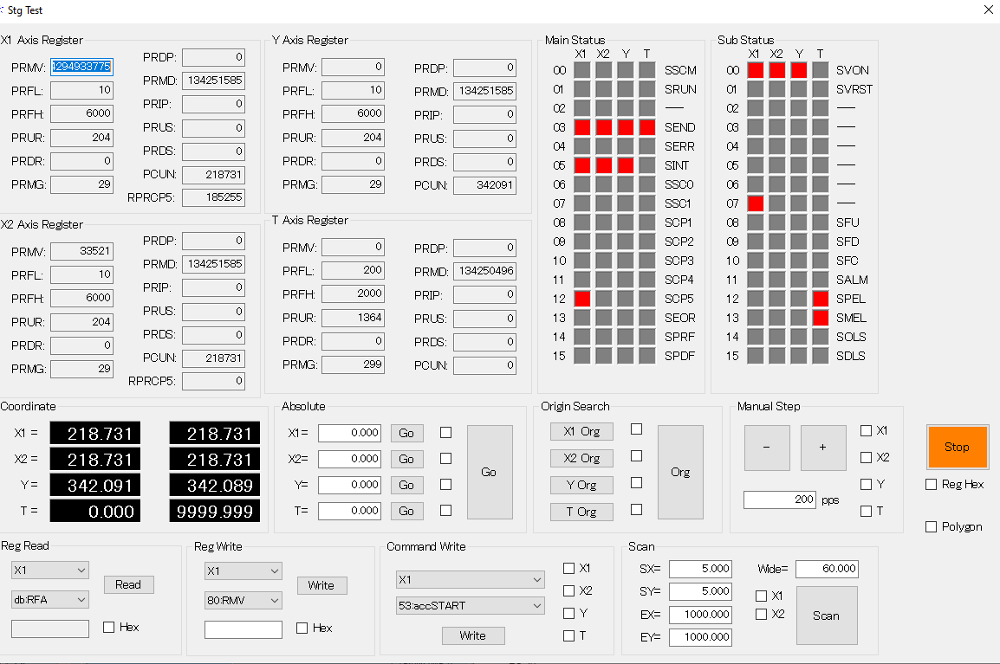 Stg Test
X1 Axis Register
PRMV: 4294933775 PRDP: 0
PRFL: 10 PRMD: 134251585
PRFH: 6000 PRIP: 0
PRUR: 204 PRUS: 0
PRDR: 0 PRDS: 0
PRMG: 29 PCUN: 218731
RPRCP5: 185255
X2 Axis Register
PRMV: 33521 PRDP: 0
PRFL: 10 PRMD: 134251585
PRFH: 6000 PRIP: 0
PRUR: 204 PRUS: 0
PRDR: 0 PRDS: 0
PRMG: 29 PCUN: 218731
RPRCP5: 0
Y Axis Register
PRMV: 0 PRDP: 0
PRFL: 10 PRMD: 134251585
PRFH: 6000 PRIP: 0
PRUR: 204 PRUS: 0
PRDR: 0 PRDS: 0
PRMG: 29 PCUN: 342091
T Axis Register
PRMV: 0 PRDP: 0
PRFL: 200 PRMD: 134250496
PRFH: 2000 PRIP: 0
PRUR: 1364 PRUS: 0
PRDR: 0 PRDS: 0
PRMG: 299 PCUN: 0
Main Status
X1 X2 Y T
00 SSCM
01 SRUN
02 ──
03 SEND
04 SERR
05 SINT
06 SSC0
07 SSC1
08 SCP1
09 SCP2
10 SCP3
11 SCP4
12 SCP5
13 SEOR
14 SPRF
15 SPDF
Sub Status
X1 X2 Y T
00 SVON
01 SVRST
02 ──
03 ──
04 ──
05 ──
06 ──
07 ──
08 SFU
09 SFD
10 SFC
11 SALM
12 SPEL
13 SMEL
14 SOLS
15 SDLS
Coordinate
X1 = 218.731 218.731
X2 = 218.731 218.731
Y = 342.091 342.089
T = 0.000 9999.999
Absolute
X1= 0.000 Go
X2= 0.000 Go
Y= 0.000 Go
T= 0.000 Go
Go
Origin Search
X1 Org
X2 Org
Y Org
T Org
Org
Manual Step
- + X1
X2
Y
200 pps T
Stop
Reg Hex
Polygon
Reg Read
X1
Read
db:RFA
Hex
Reg Write
X1
Write
80:RMV
Hex
Command Write
X1
53:accSTART
Write
X1
X2
Y
T
Scan
SX= 5.000 Wide= 60.000
SY= 5.000 X1
EX= 1000.000 X2
EY= 1000.000
Scan